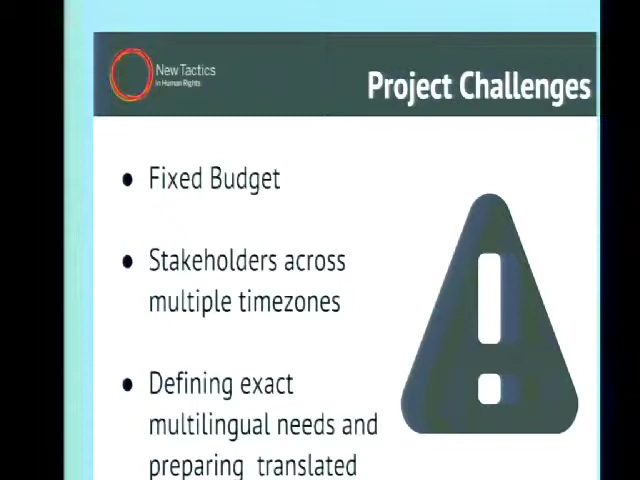 New Tactics
in Human Rights
Project Challenges
● Fixed Budget
● Stakeholders across
multiple timezones
● Defining exact
multilingual needs and
preparing translated